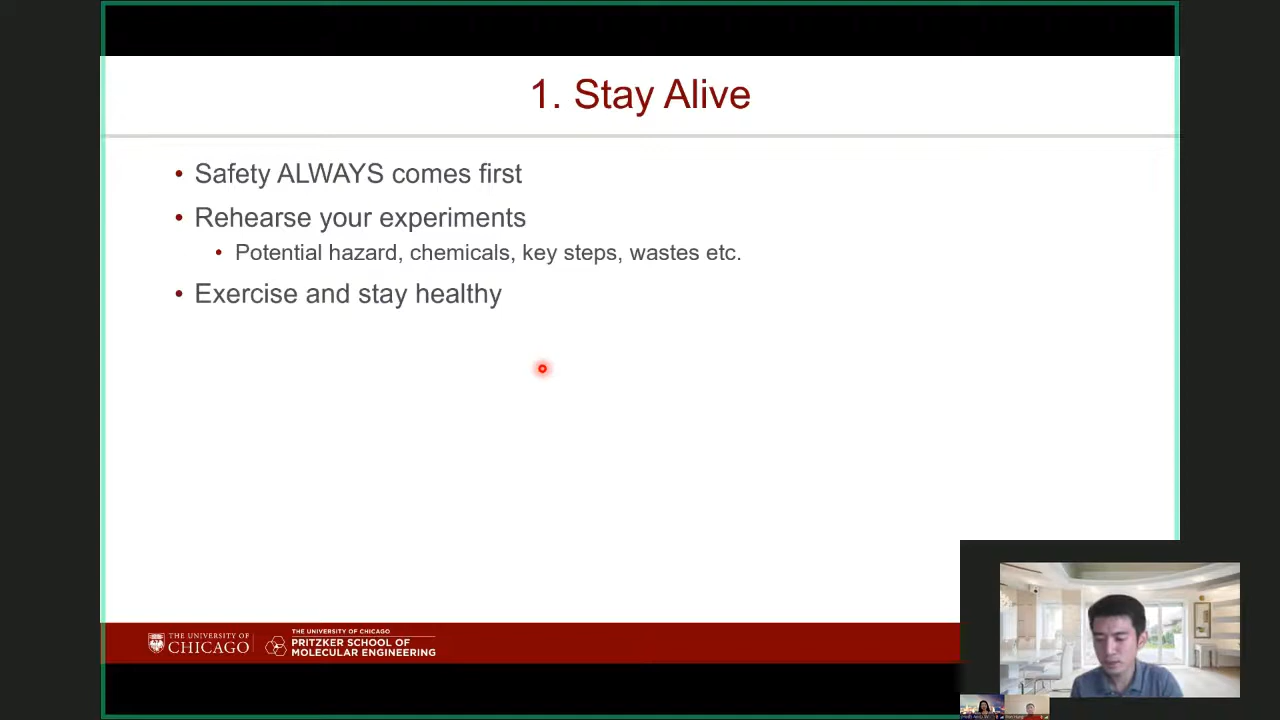 1. Stay Alive
• Safety ALWAYS comes first
• Rehearse your experiments
• Potential hazard, chemicals, key steps, wastes etc.
• Exercise and stay healthy
THE UNIVERSITY OF
CHICAGO
THE UNIVERSITY OF CHICAGO
PRITZKER SCHOOL OF
MOLECULAR ENGINEERING